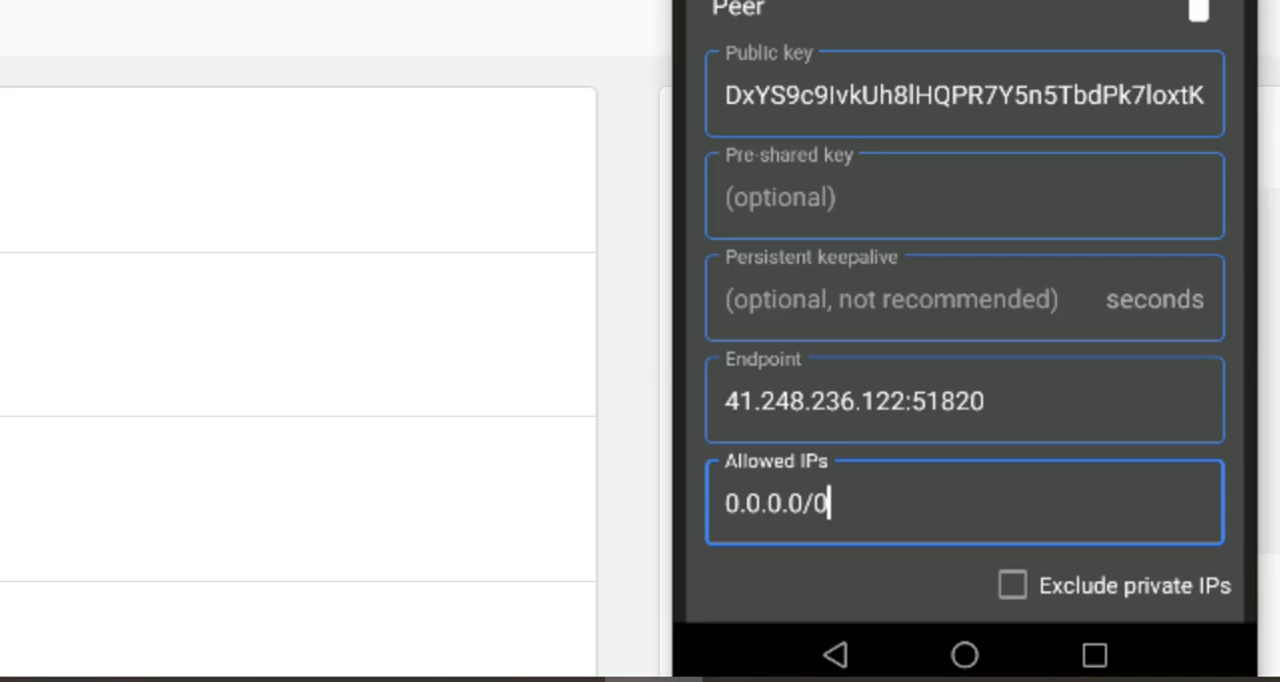 Peer
Public key
DxYS9c9IvkUh8lHQPR7Y5n5TbdPk7loxtK
Pre-shared key
(optional)
Persistent keepalive
(optional, not recommended) seconds
Endpoint
41.248.236.122:51820
Allowed IPs
0.0.0.0/0
Exclude private IPs